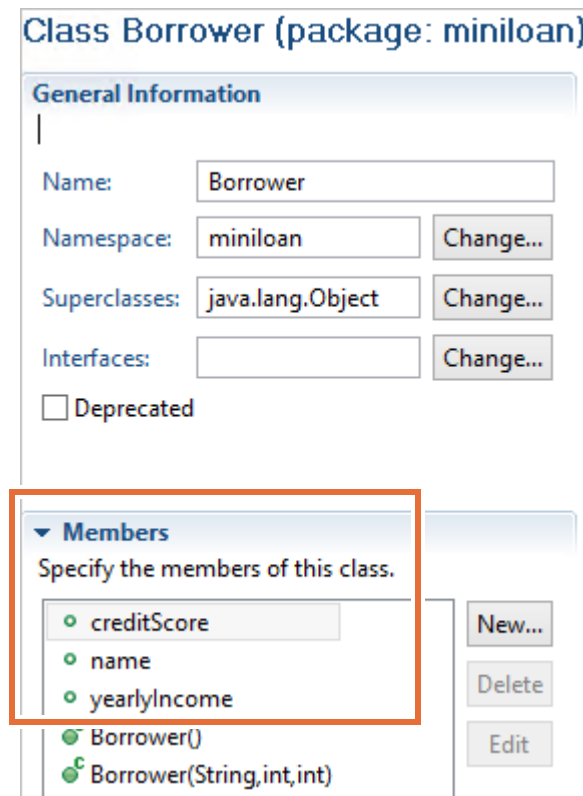 Class Borrower (package: miniloan)
General Information
Name: Borrower
Namespace: miniloan Change...
Superclasses: java.lang.Object Change...
Interfaces: Change...
Deprecated
Members
Specify the members of this class.
creditScore New...
name
yearlyIncome Delete
Borrower() Edit
Borrower(String,int,int)